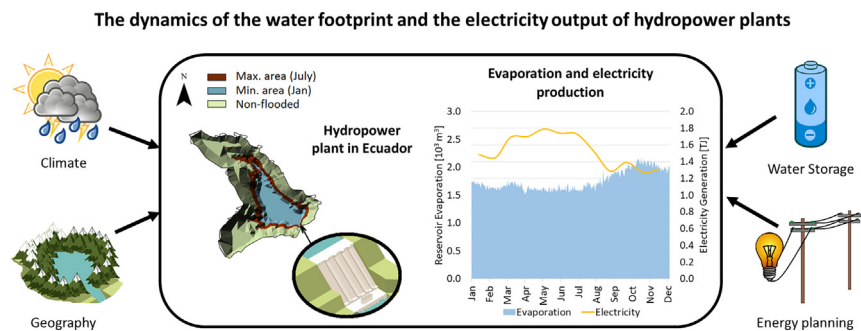 The dynamics of the water footprint and the electricity output of hydropower plants
Climate
Geography
N
Max. area (July)
Min. area (Jan)
Non-flooded
Hydropower
plant in Ecuador
Evaporation and electricity
production
Reservoir Evaporation [10³ m³]
3.0
2.5
2.0
1.5
1.0
0.5
0.0
2.0
1.8
1.6
1.4
1.2
1.0
0.8
0.6
0.4
0.2
0.0
Electricity Generation [TJ]
Jan
Feb
Mar
Apr
May
Jun
Jul
Aug
Sep
Oct
Nov
Dec
Evaporation
Electricity
Water Storage
Energy planning